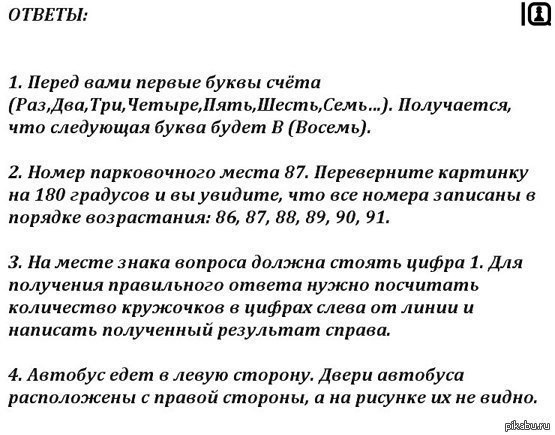 ОТВЕТЫ:
1. Перед вами первые буквы счёта
(Раз,Два,Три,Четыре,Пять,Шесть,Семь...). Получается,
что следующая буква будет В (Восемь).
2. Номер парковочного места 87. Переверните картинку
на 180 градусов и вы увидите, что все номера записаны в
порядке возрастания: 86, 87, 88, 89, 90, 91.
3. На месте знака вопроса должна стоять цифра 1. Для
получения правильного ответа нужно посчитать
количество кружочков в цифрах слева от линии и
написать полученный результат справа.
4. Автобус едет в левую сторону. Двери автобуса
расположены с правой стороны, а на рисунке их не видно.
pikabu.ru